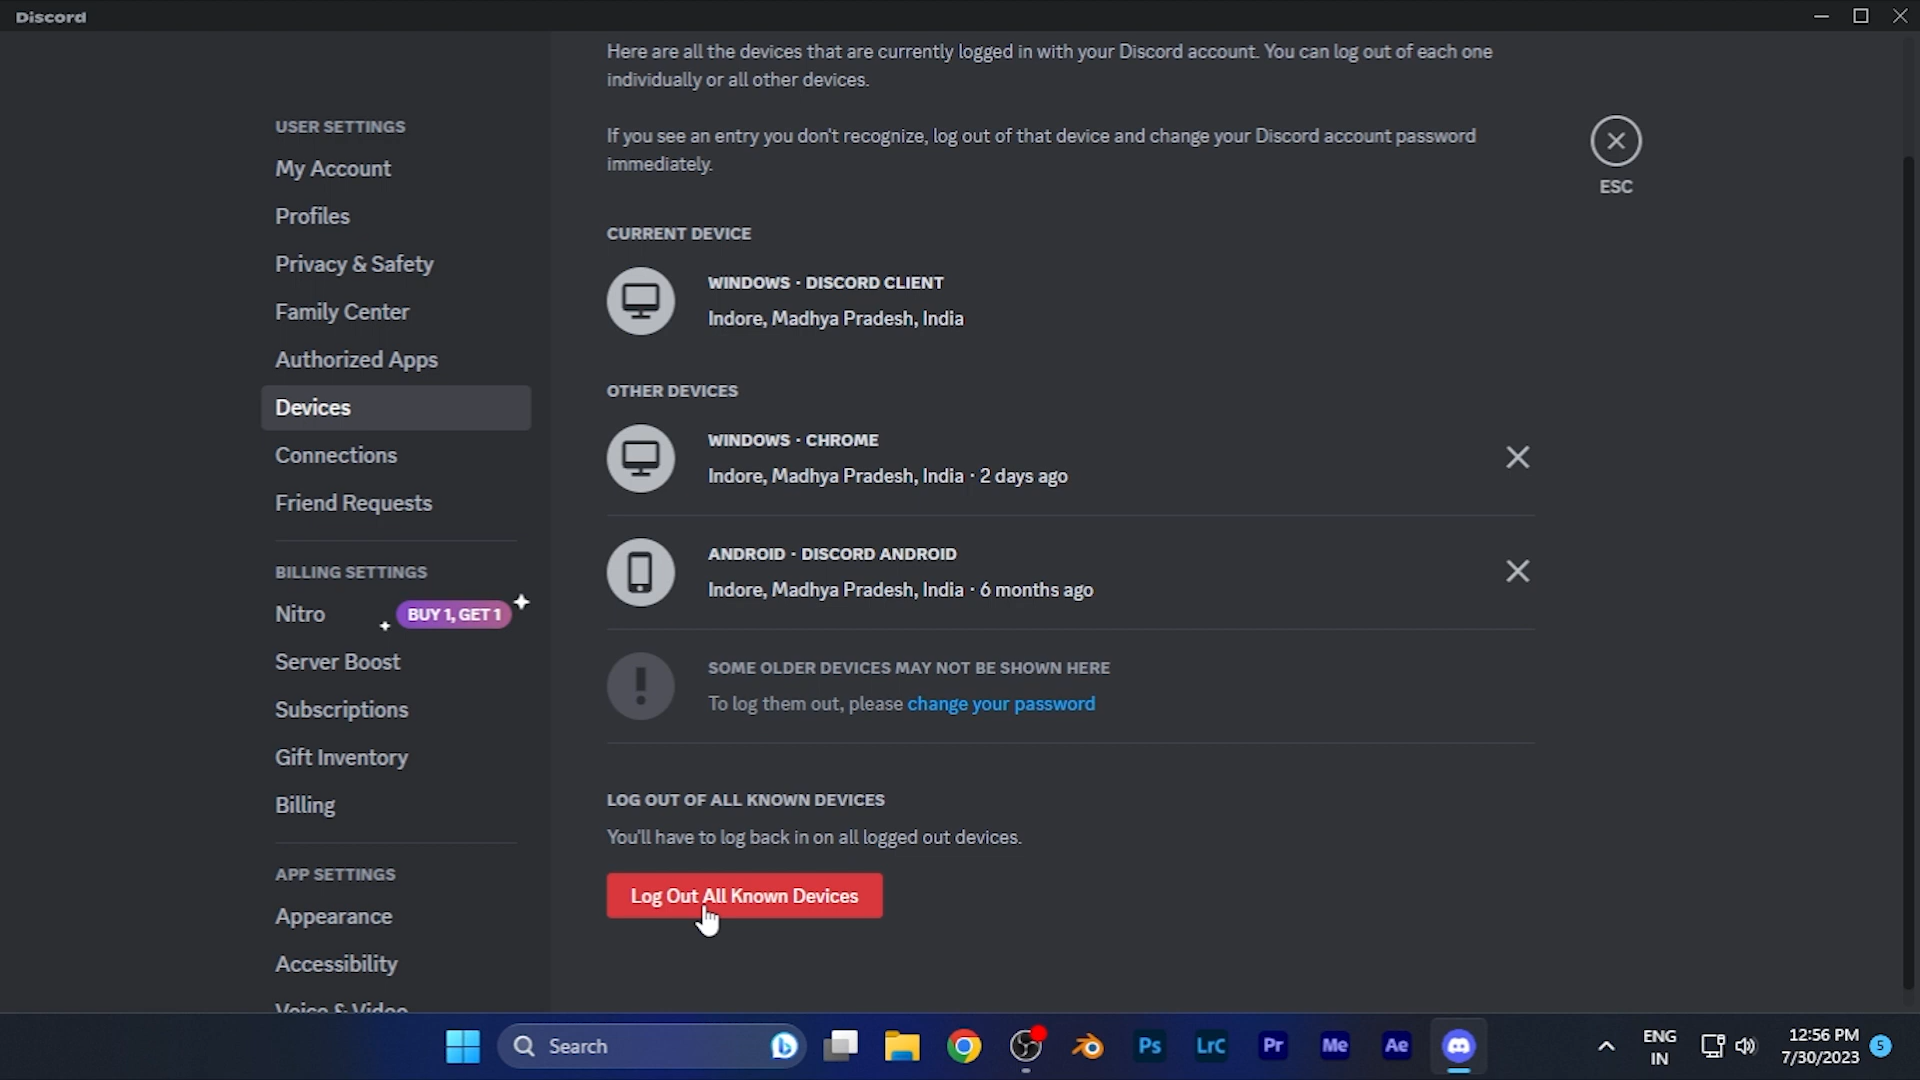 Discord
Here are all the devices that are currently logged in with your Discord account. You can log out of each one
individually or all other devices.
If you see an entry you don't recognize, log out of that device and change your Discord account password
immediately.
ESC
USER SETTINGS
My Account
Profiles
Privacy & Safety
Family Center
Authorized Apps
Devices
Connections
Friend Requests
BILLING SETTINGS
Nitro
BUY 1, GET 1
Server Boost
Subscriptions
Gift Inventory
Billing
APP SETTINGS
Appearance
Accessibility
Voice & Video
CURRENT DEVICE
WINDOWS · DISCORD CLIENT
Indore, Madhya Pradesh, India
OTHER DEVICES
WINDOWS · CHROME
Indore, Madhya Pradesh, India · 2 days ago
ANDROID · DISCORD ANDROID
Indore, Madhya Pradesh, India · 6 months ago
SOME OLDER DEVICES MAY NOT BE SHOWN HERE
To log them out, please change your password
LOG OUT OF ALL KNOWN DEVICES
You'll have to log back in on all logged out devices.
Log Out All Known Devices
Search
Ps
LrC
Pr
Me
Ae
ENG
IN
12:56 PM
7/30/2023
5